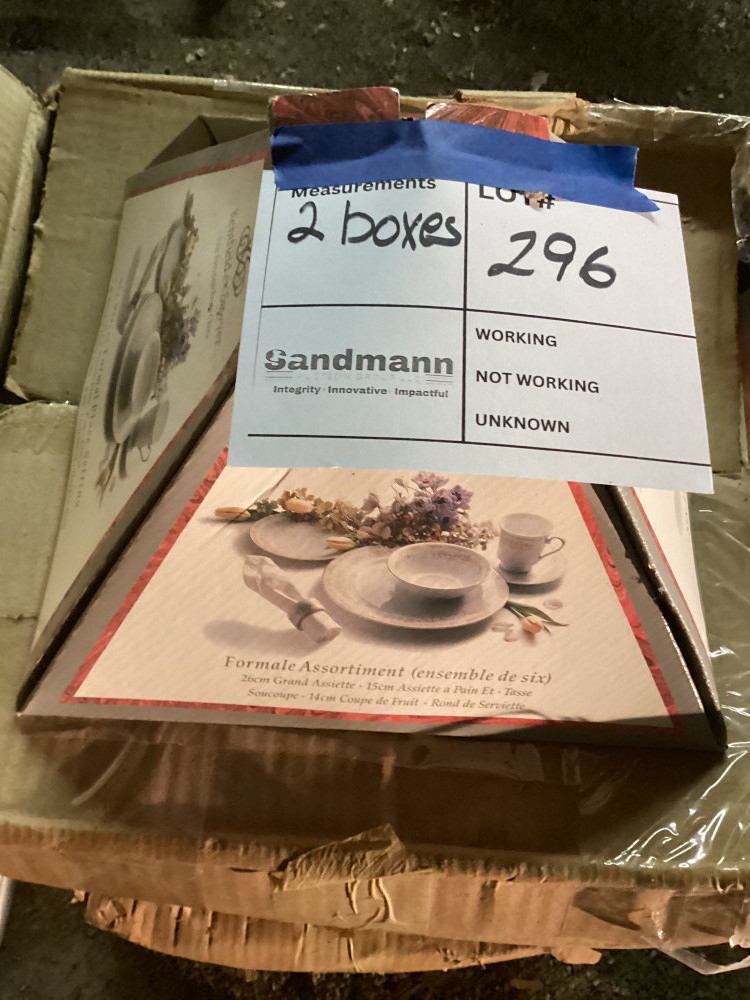 Measurements
LOT#
2 boxes
296
Sandmann
Integrity · Innovative · Impactful
WORKING
NOT WORKING
UNKNOWN
Formale Assortiment (ensemble de six)
26cm Grand Assiette - 15cm Assiette a Pain Et - Tasse
Soucoupe - 14cm Coupe de Fruit - Rond de Serviette